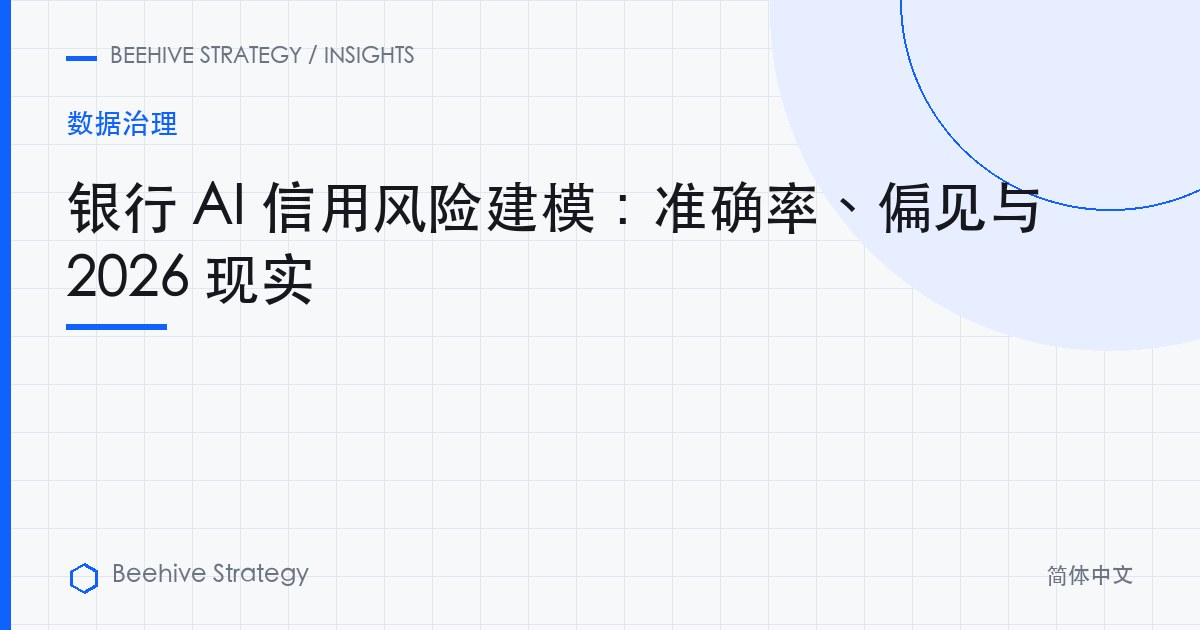 BEEHIVE STRATEGY / INSIGHTS
数据治理
银行 AI 信用风险建模：准确率、偏见与
2026 现实
Beehive Strategy
简体中文